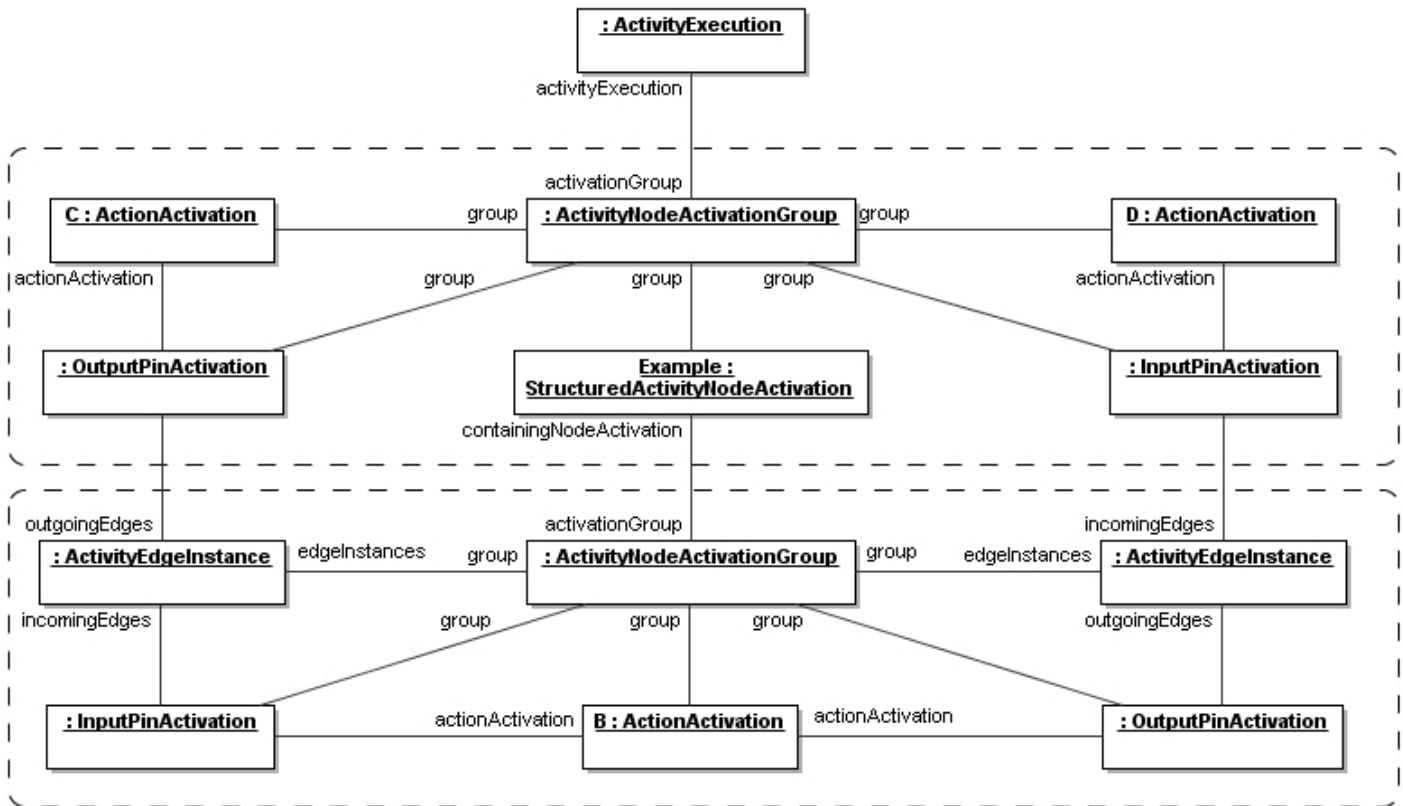 : ActivityExecution
activityExecution
activationGroup
C : ActionActivation
group
: ActivityNodeActivationGroup
group
D : ActionActivation
actionActivation
group
group
group
actionActivation
: OutputPinActivation
Example :
StructuredActivityNodeActivation
: InputPinActivation
containingNodeActivation
outgoingEdges
activationGroup
incomingEdges
: ActivityEdgeInstance
edgeInstances
group
: ActivityNodeActivationGroup
group
edgeInstances
: ActivityEdgeInstance
incomingEdges
group
group
group
outgoingEdges
: InputPinActivation
actionActivation
B : ActionActivation
actionActivation
: OutputPinActivation